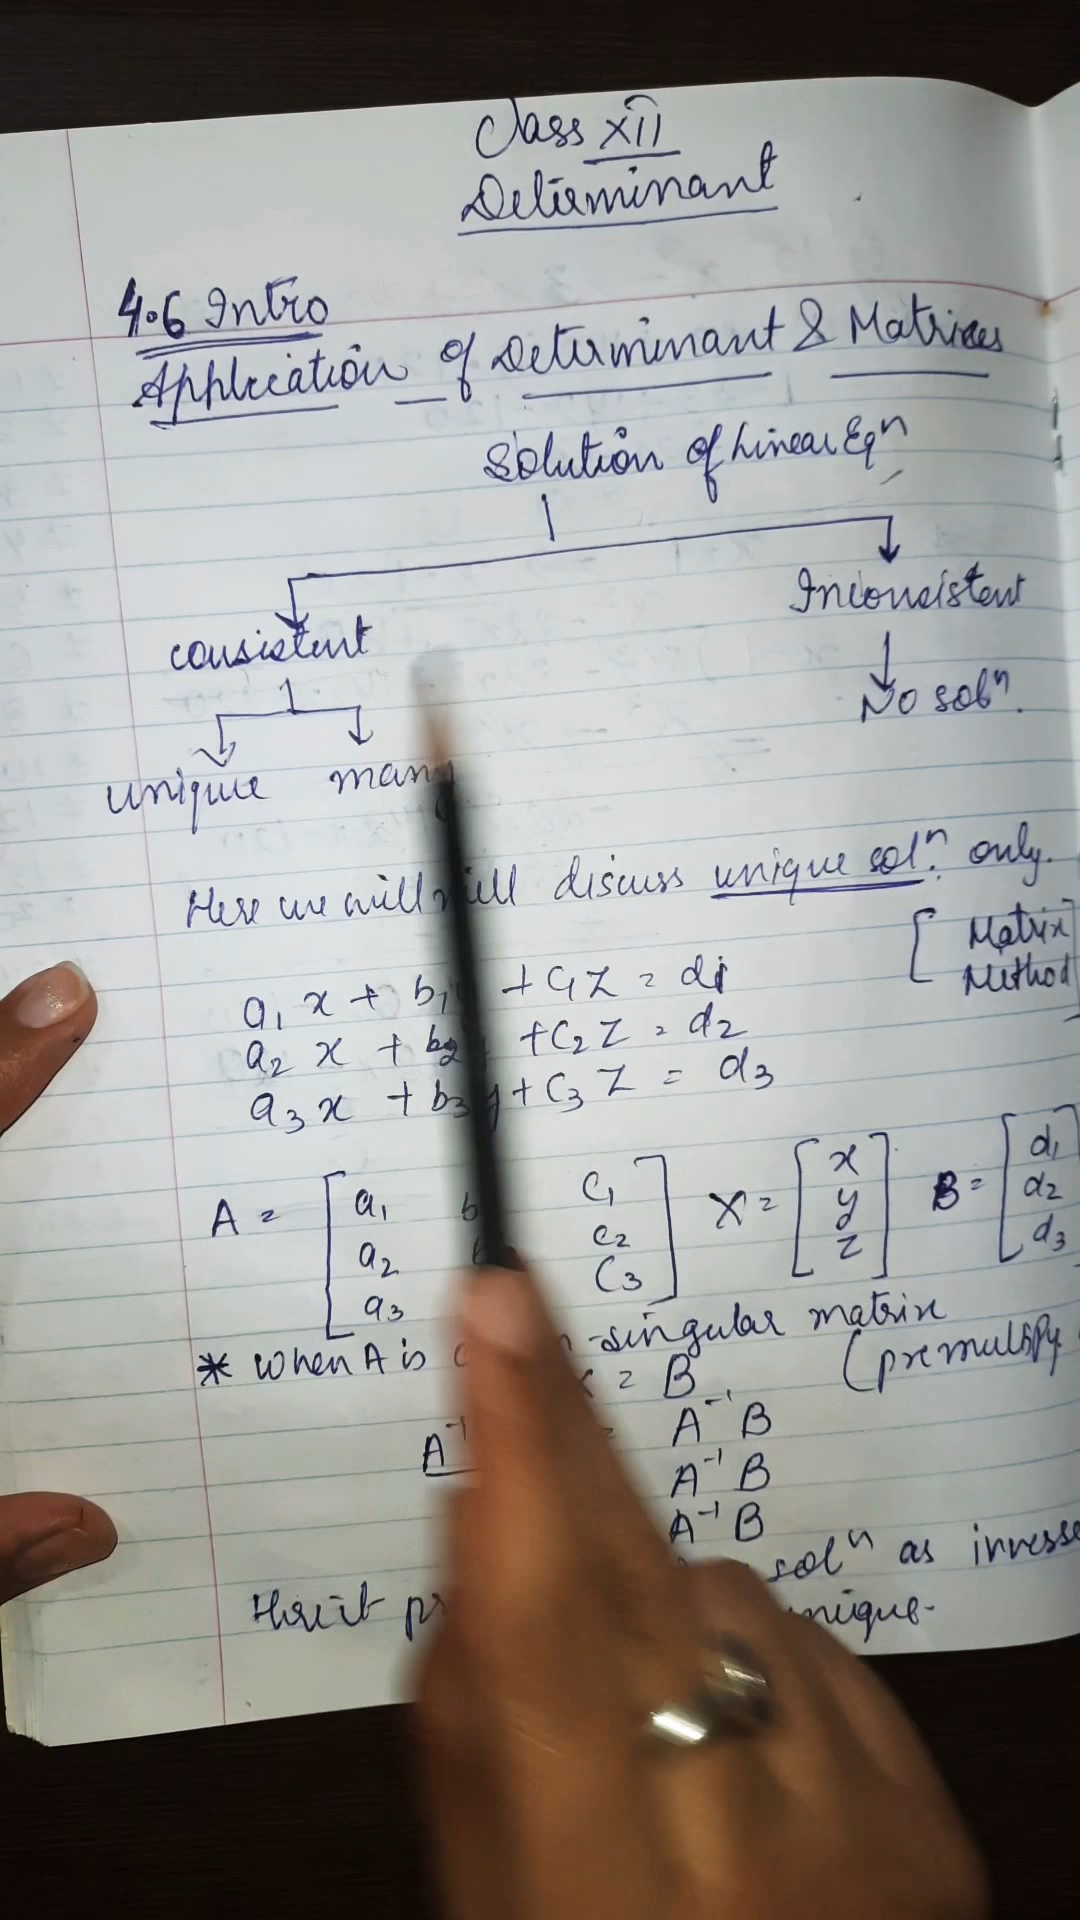 Class XII
Determinant
4.6 Intro
Application of Determinant & Matrices
Solution of Linear Eqn
consistent
Inconsistent
unique many
No soln.
Here we will will discuss unique soln. only.
[ Matrix
Method
a1 x + b1 + c1 z = d1
a2 x + b2 + c2 z = d2
a3 x + b3 y + c3 z = d3
A = [ a1 b c1 ] X = [ x ] B = [ d1 ]
a2 c2 y d2
a3 c3 z d3
* when A is -singular matrix
= B (premultiply
A-1 = A-1 B
A-1 B
A-1 B
soln as inverse